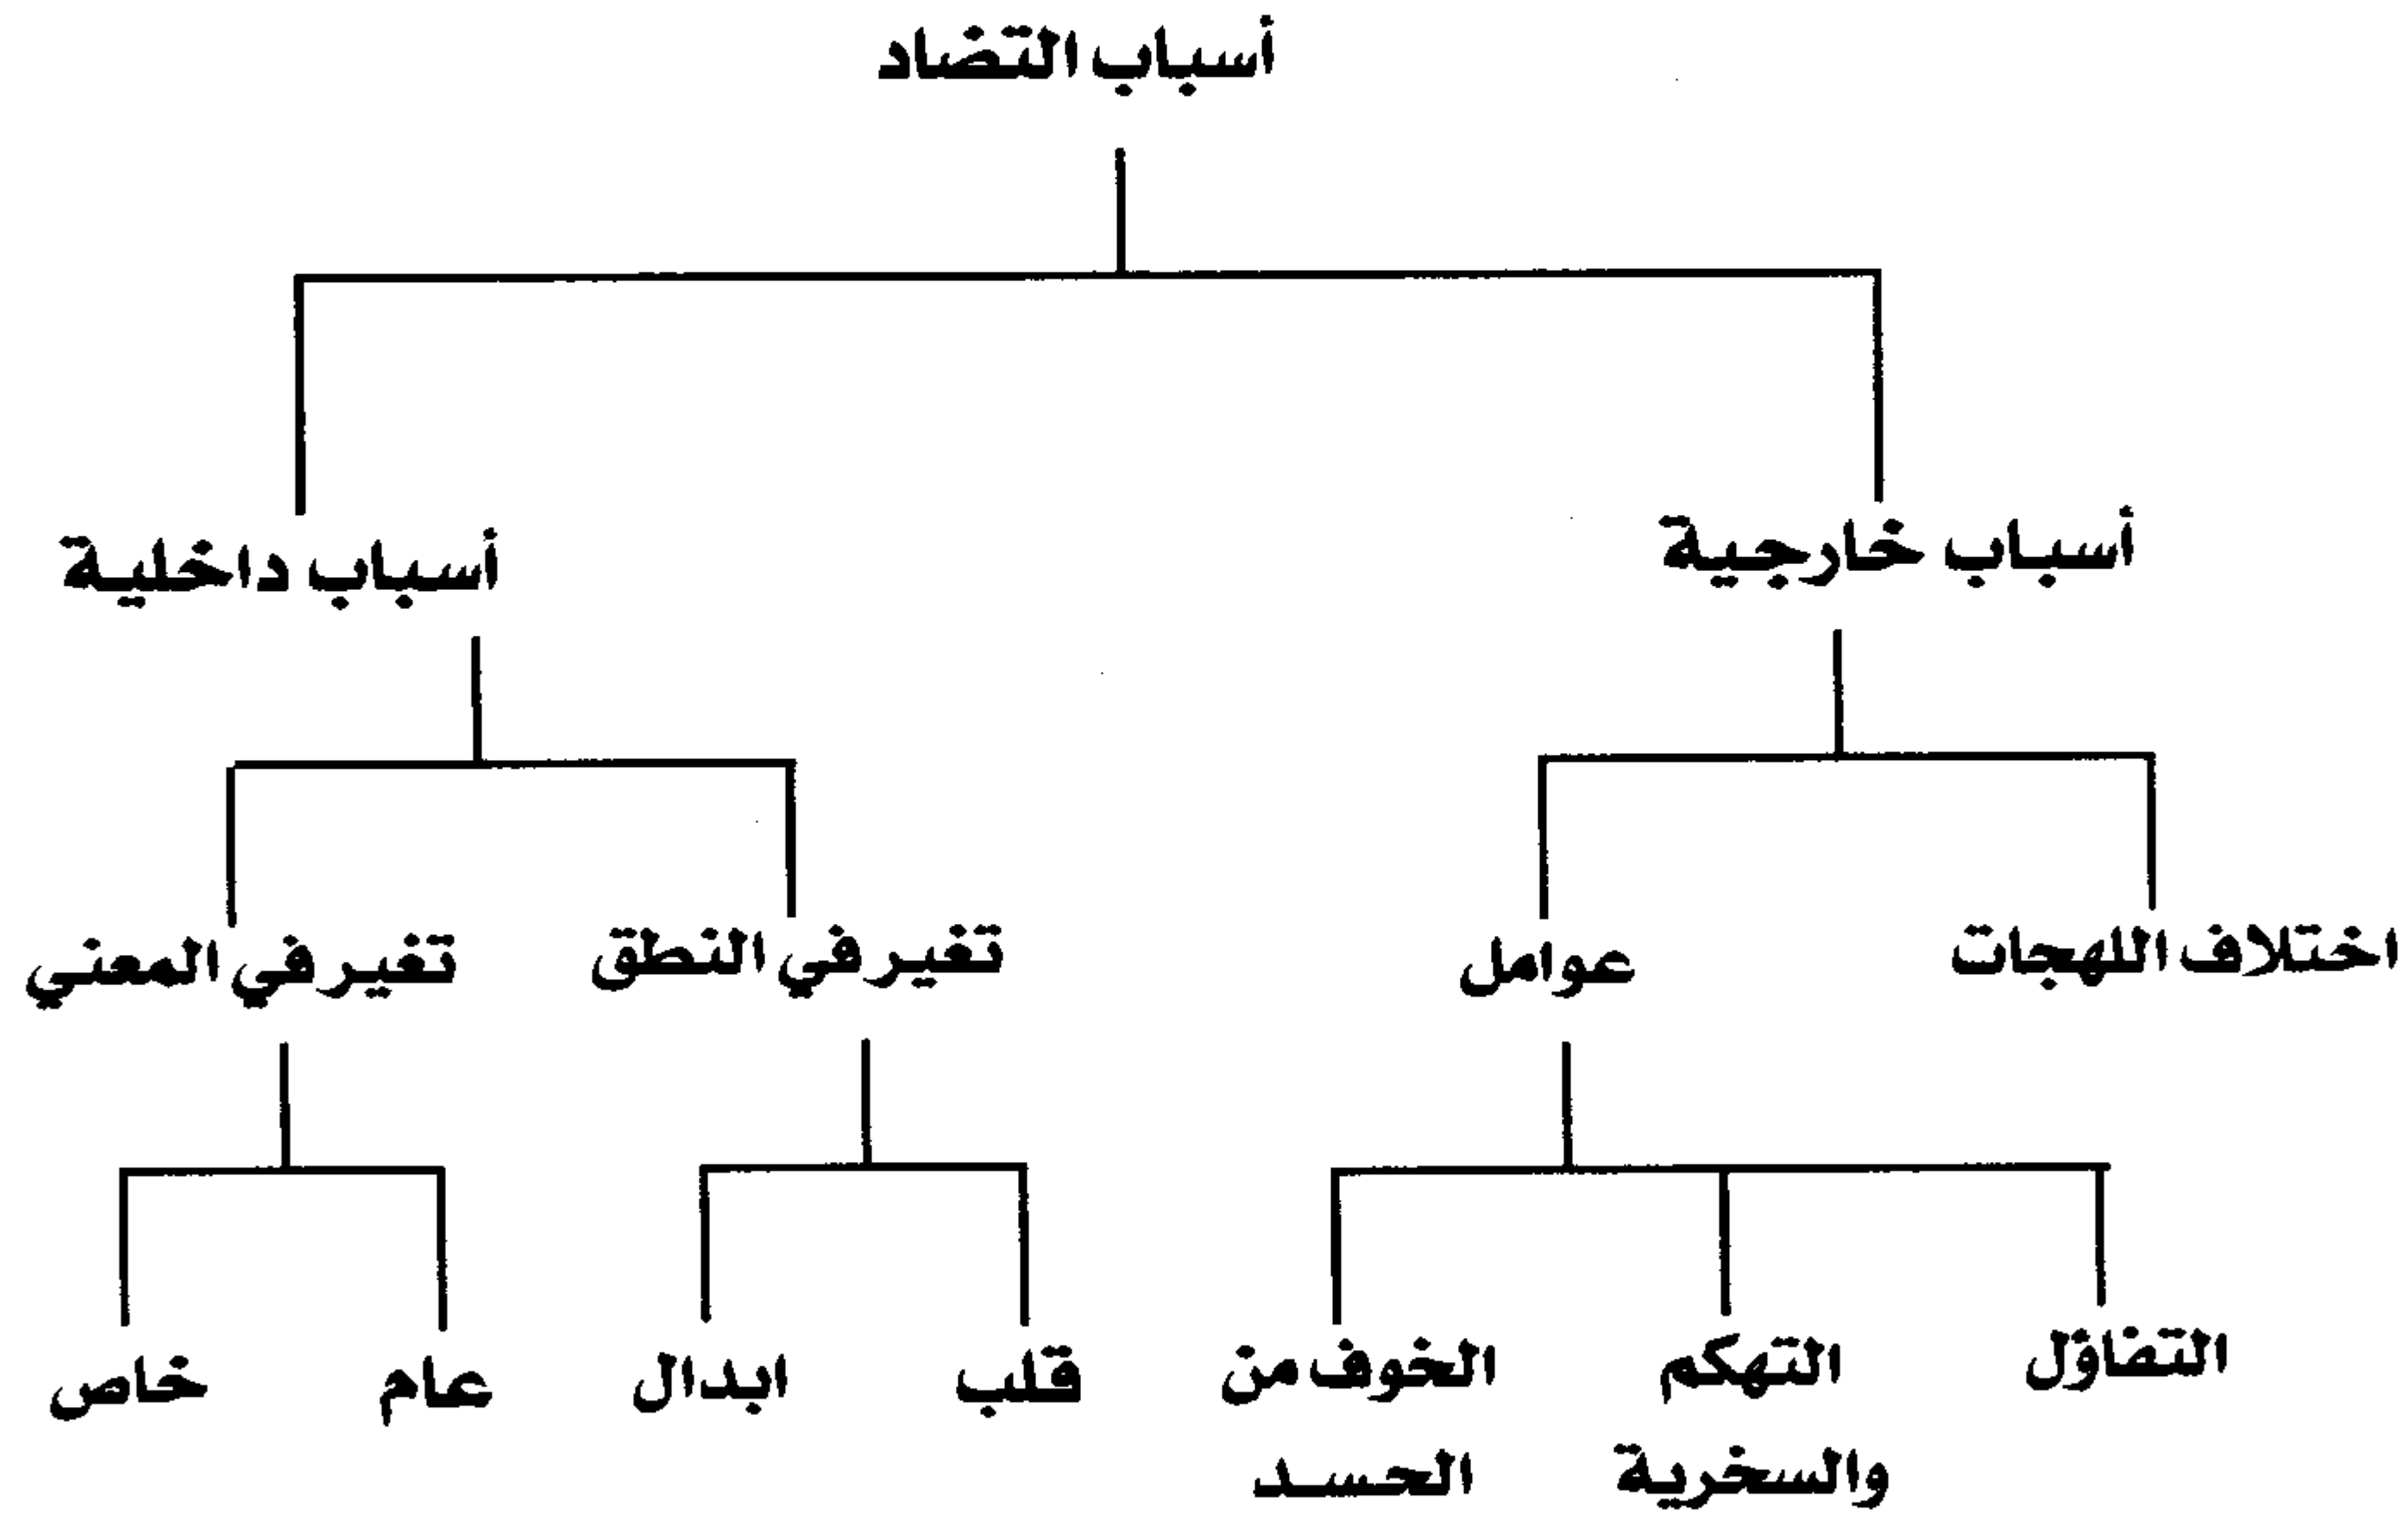 أسباب التضاد
أسباب خارجية
أسباب داخلية
اختلاف اللهجات
عوامل
تغير في النطق
تغير في المعني
التفاؤل
التهكم
والسخرية
الخوف من
الحسد
قلب
ابدال
عام
خاص